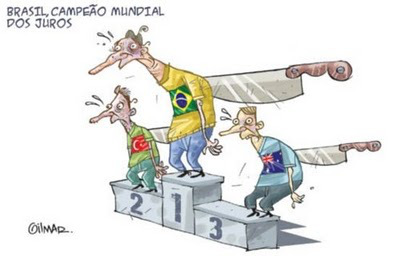 BRASIL, CAMPEÃO MUNDIAL
DOS JUROS
2 1 3
GILMAR.